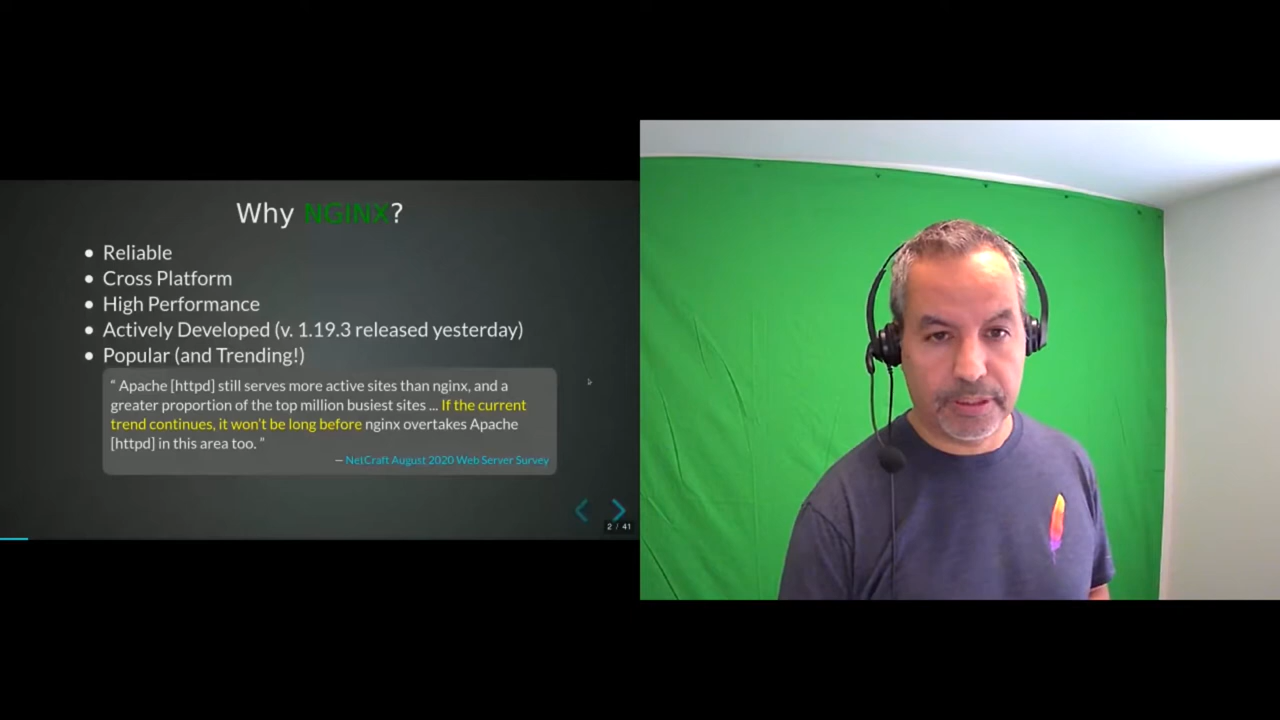 Why NGINX?
Reliable
Cross Platform
High Performance
Actively Developed (v. 1.19.3 released yesterday)
Popular (and Trending!)
“ Apache [httpd] still serves more active sites than nginx, and a
greater proportion of the top million busiest sites ... If the current
trend continues, it won't be long before nginx overtakes Apache
[httpd] in this area too. ”
— NetCraft August 2020 Web Server Survey
2 / 41